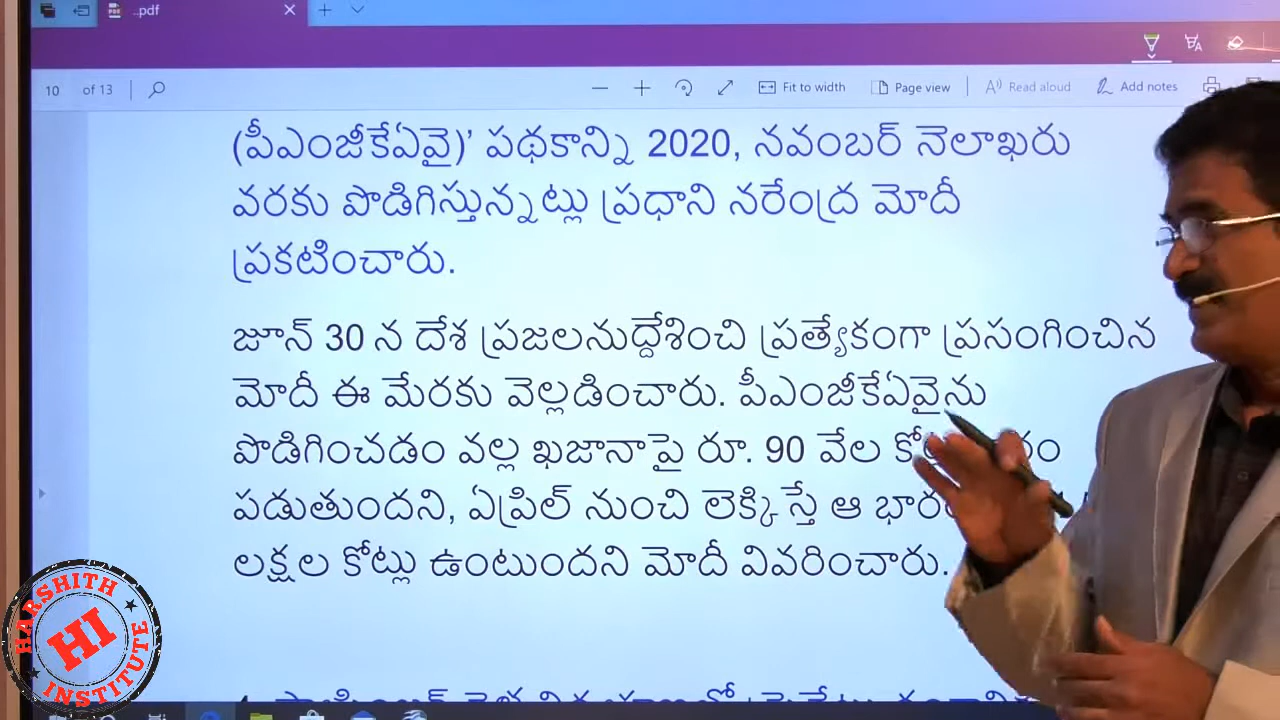 ..pdf
10 of 13 Fit to width Page view Read aloud Add notes
(పీఎంజీకేఏవై)’ పథకాన్ని 2020, నవంబర్ నెలాఖరు
వరకు పొడిగిస్తున్నట్లు ప్రధాని నరేంద్ర మోదీ
ప్రకటించారు.
జూన్ 30 న దేశ ప్రజలనుద్దేశించి ప్రత్యేకంగా ప్రసంగించిన
మోదీ ఈ మేరకు వెల్లడించారు. పీఎంజీకేఏవైను
పొడిగించడం వల్ల ఖజానాపై రూ. 90 వేల
పడుతుందని, ఏప్రిల్ నుంచి లెక్కిస్తే ఆ
లక్షల కోట్లు ఉంటుందని మోదీ వివరించారు.
HARSHITH
HI
INSTITUTE